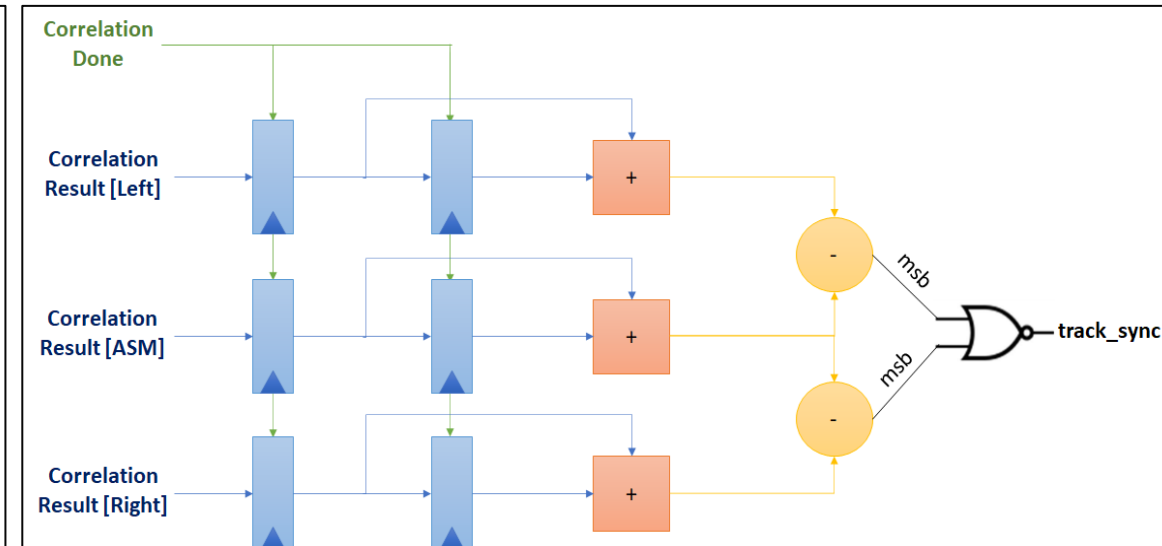 Correlation
Done
Correlation
Result [Left]
+
-
msb
Correlation
Result [ASM]
+
track_sync
msb
-
Correlation
Result [Right]
+